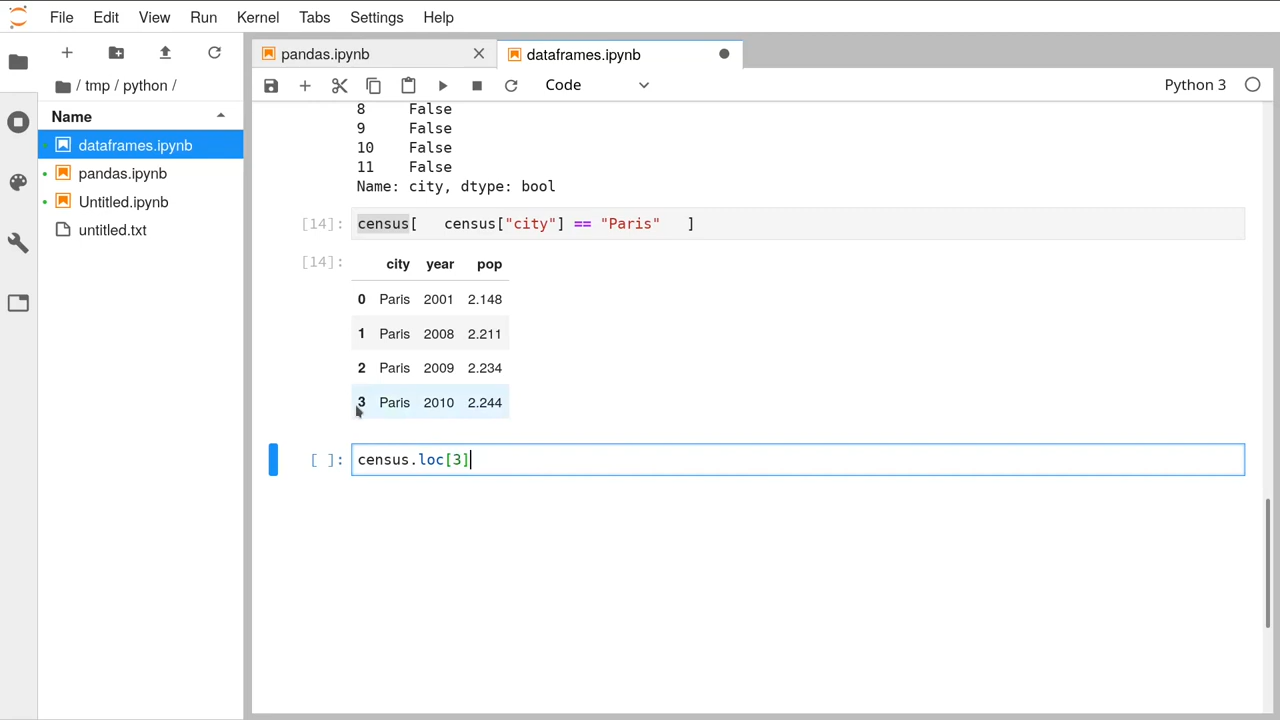 File Edit View Run Kernel Tabs Settings Help
pandas.ipynb
dataframes.ipynb
/ tmp / python /
Code
Python 3
Name
dataframes.ipynb
pandas.ipynb
Untitled.ipynb
untitled.txt
8 False
9 False
10 False
11 False
Name: city, dtype: bool
[14]: census[ census["city"] == "Paris" ]
[14]:
city year pop
0 Paris 2001 2.148
1 Paris 2008 2.211
2 Paris 2009 2.234
3 Paris 2010 2.244
[ ]: census.loc[3]